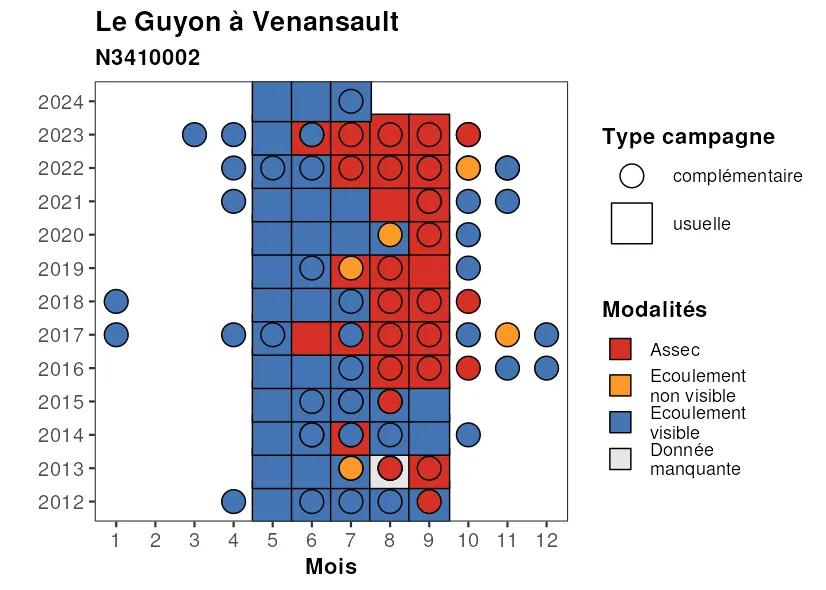 Le Guyon à Venansault
N3410002
2024
2023
2022
2021
2020
2019
2018
2017
2016
2015
2014
2013
2012
1 2 3 4 5 6 7 8 9 10 11 12
Mois
Type campagne
complémentaire
usuelle
Modalités
Assec
Ecoulement
non visible
Ecoulement
visible
Donnée
manquante